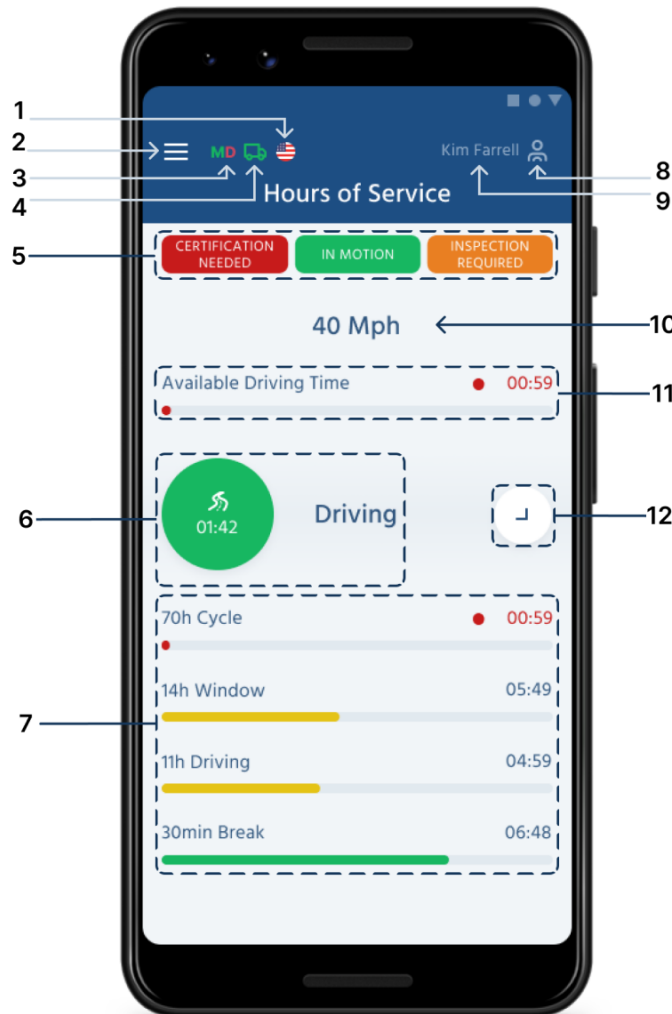 1
2
3
4
5
6
7
8
9
10
11
12
MD
Kim Farrell
Hours of Service
CERTIFICATION
NEEDED
IN MOTION
INSPECTION
REQUIRED
40 Mph
Available Driving Time 00:59
01:42
Driving
70h Cycle 00:59
14h Window 05:49
11h Driving 04:59
30min Break 06:48